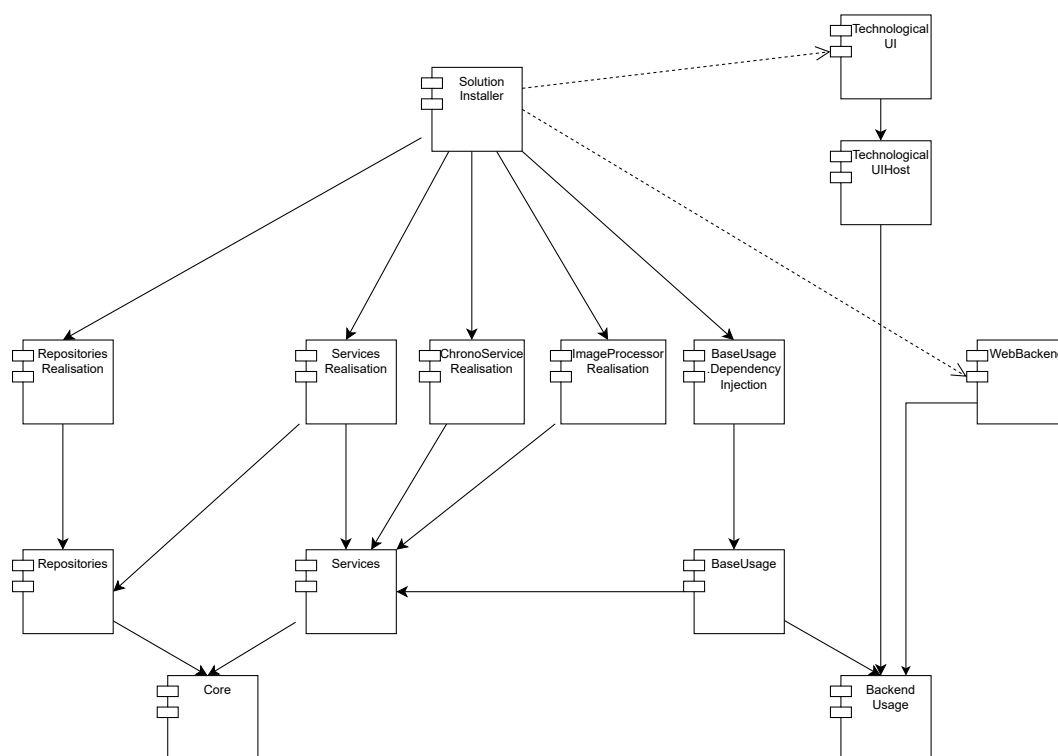 Technological
UI
Solution
Installer
Technological
UIHost
Repositories
Realisation
Services
Realisation
ChronoService
Realisation
ImageProcessor
Realisation
BaseUsage
.Dependency
Injection
WebBackend
Repositories
Services
BaseUsage
Core
Backend
Usage